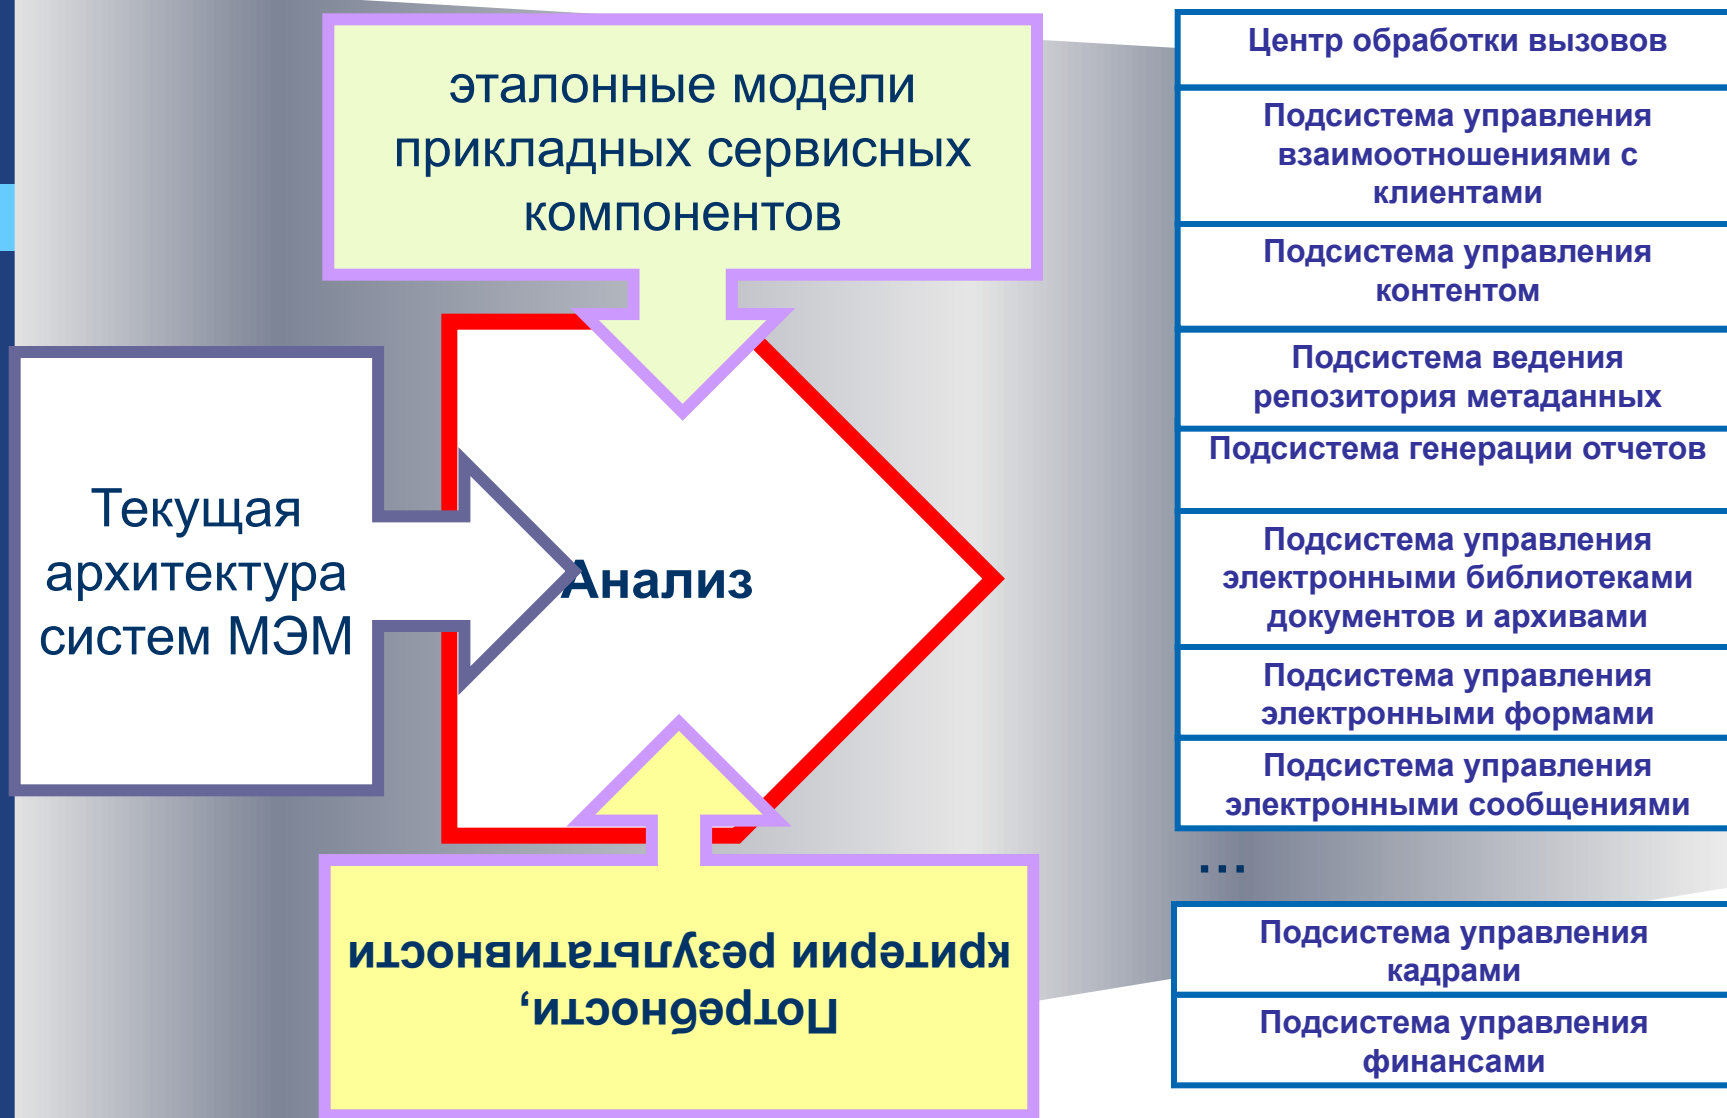 эталонные модели
прикладных сервисных
компонентов
Текущая
архитектура
систем МЭМ
Анализ
Потребности,
критерии результативности
Центр обработки вызовов
Подсистема управления
взаимоотношениями с
клиентами
Подсистема управления
контентом
Подсистема ведения
репозитория метаданных
Подсистема генерации отчетов
Подсистема управления
электронными библиотеками
документов и архивами
Подсистема управления
электронными формами
Подсистема управления
электронными сообщениями
...
Подсистема управления
кадрами
Подсистема управления
финансами